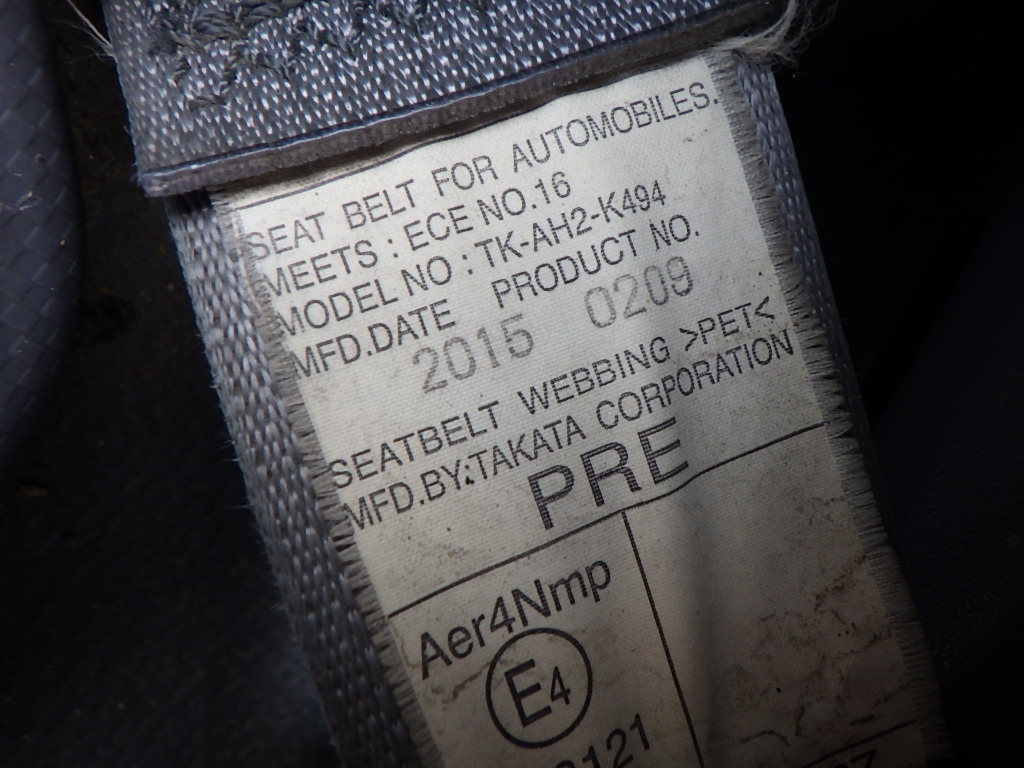 SEAT BELT FOR AUTOMOBILES.
MEETS : ECE NO.16
MODEL NO : TK-AH2-K494
MFD.DATE PRODUCT NO.
2015 0209
SEATBELT WEBBING >PET<
MFD.BY:TAKATA CORPORATION
PRE
Aer4Nmp
E4